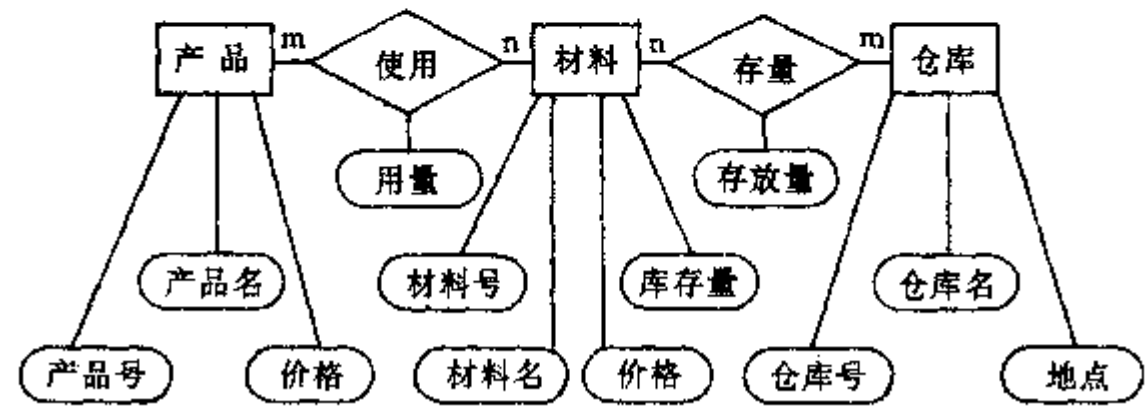 产品 m 使用 n 材料 n 存量 m 仓库
用量 存放量
产品名 材料号 库存量 仓库名
产品号 价格 材料名 价格 仓库号 地点